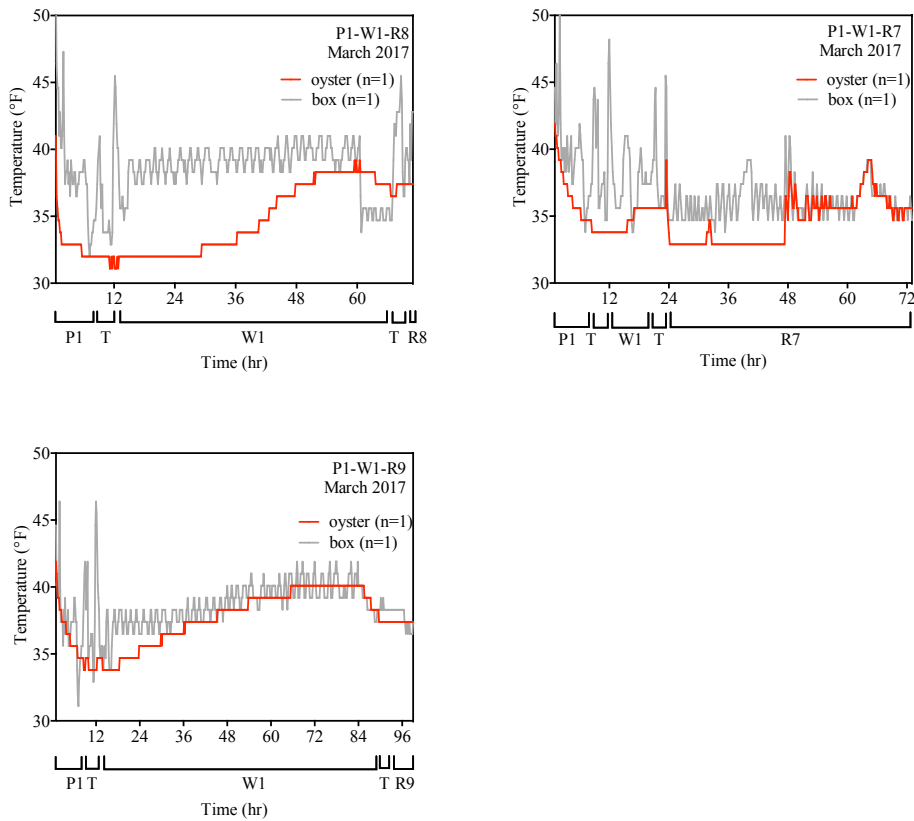 P1-W1-R8
March 2017
oyster (n=1)
box (n=1)
Temperature (°F)
50
45
40
35
30
12 24 36 48 60
P1 T W1 T R8
Time (hr)
P1-W1-R7
March 2017
oyster (n=1)
box (n=1)
Temperature (°F)
50
45
40
35
30
12 24 36 48 60 72
P1 T W1 T R7
Time (hr)
P1-W1-R9
March 2017
oyster (n=1)
box (n=1)
Temperature (°F)
50
45
40
35
30
12 24 36 48 60 72 84 96
P1 T W1 T R9
Time (hr)